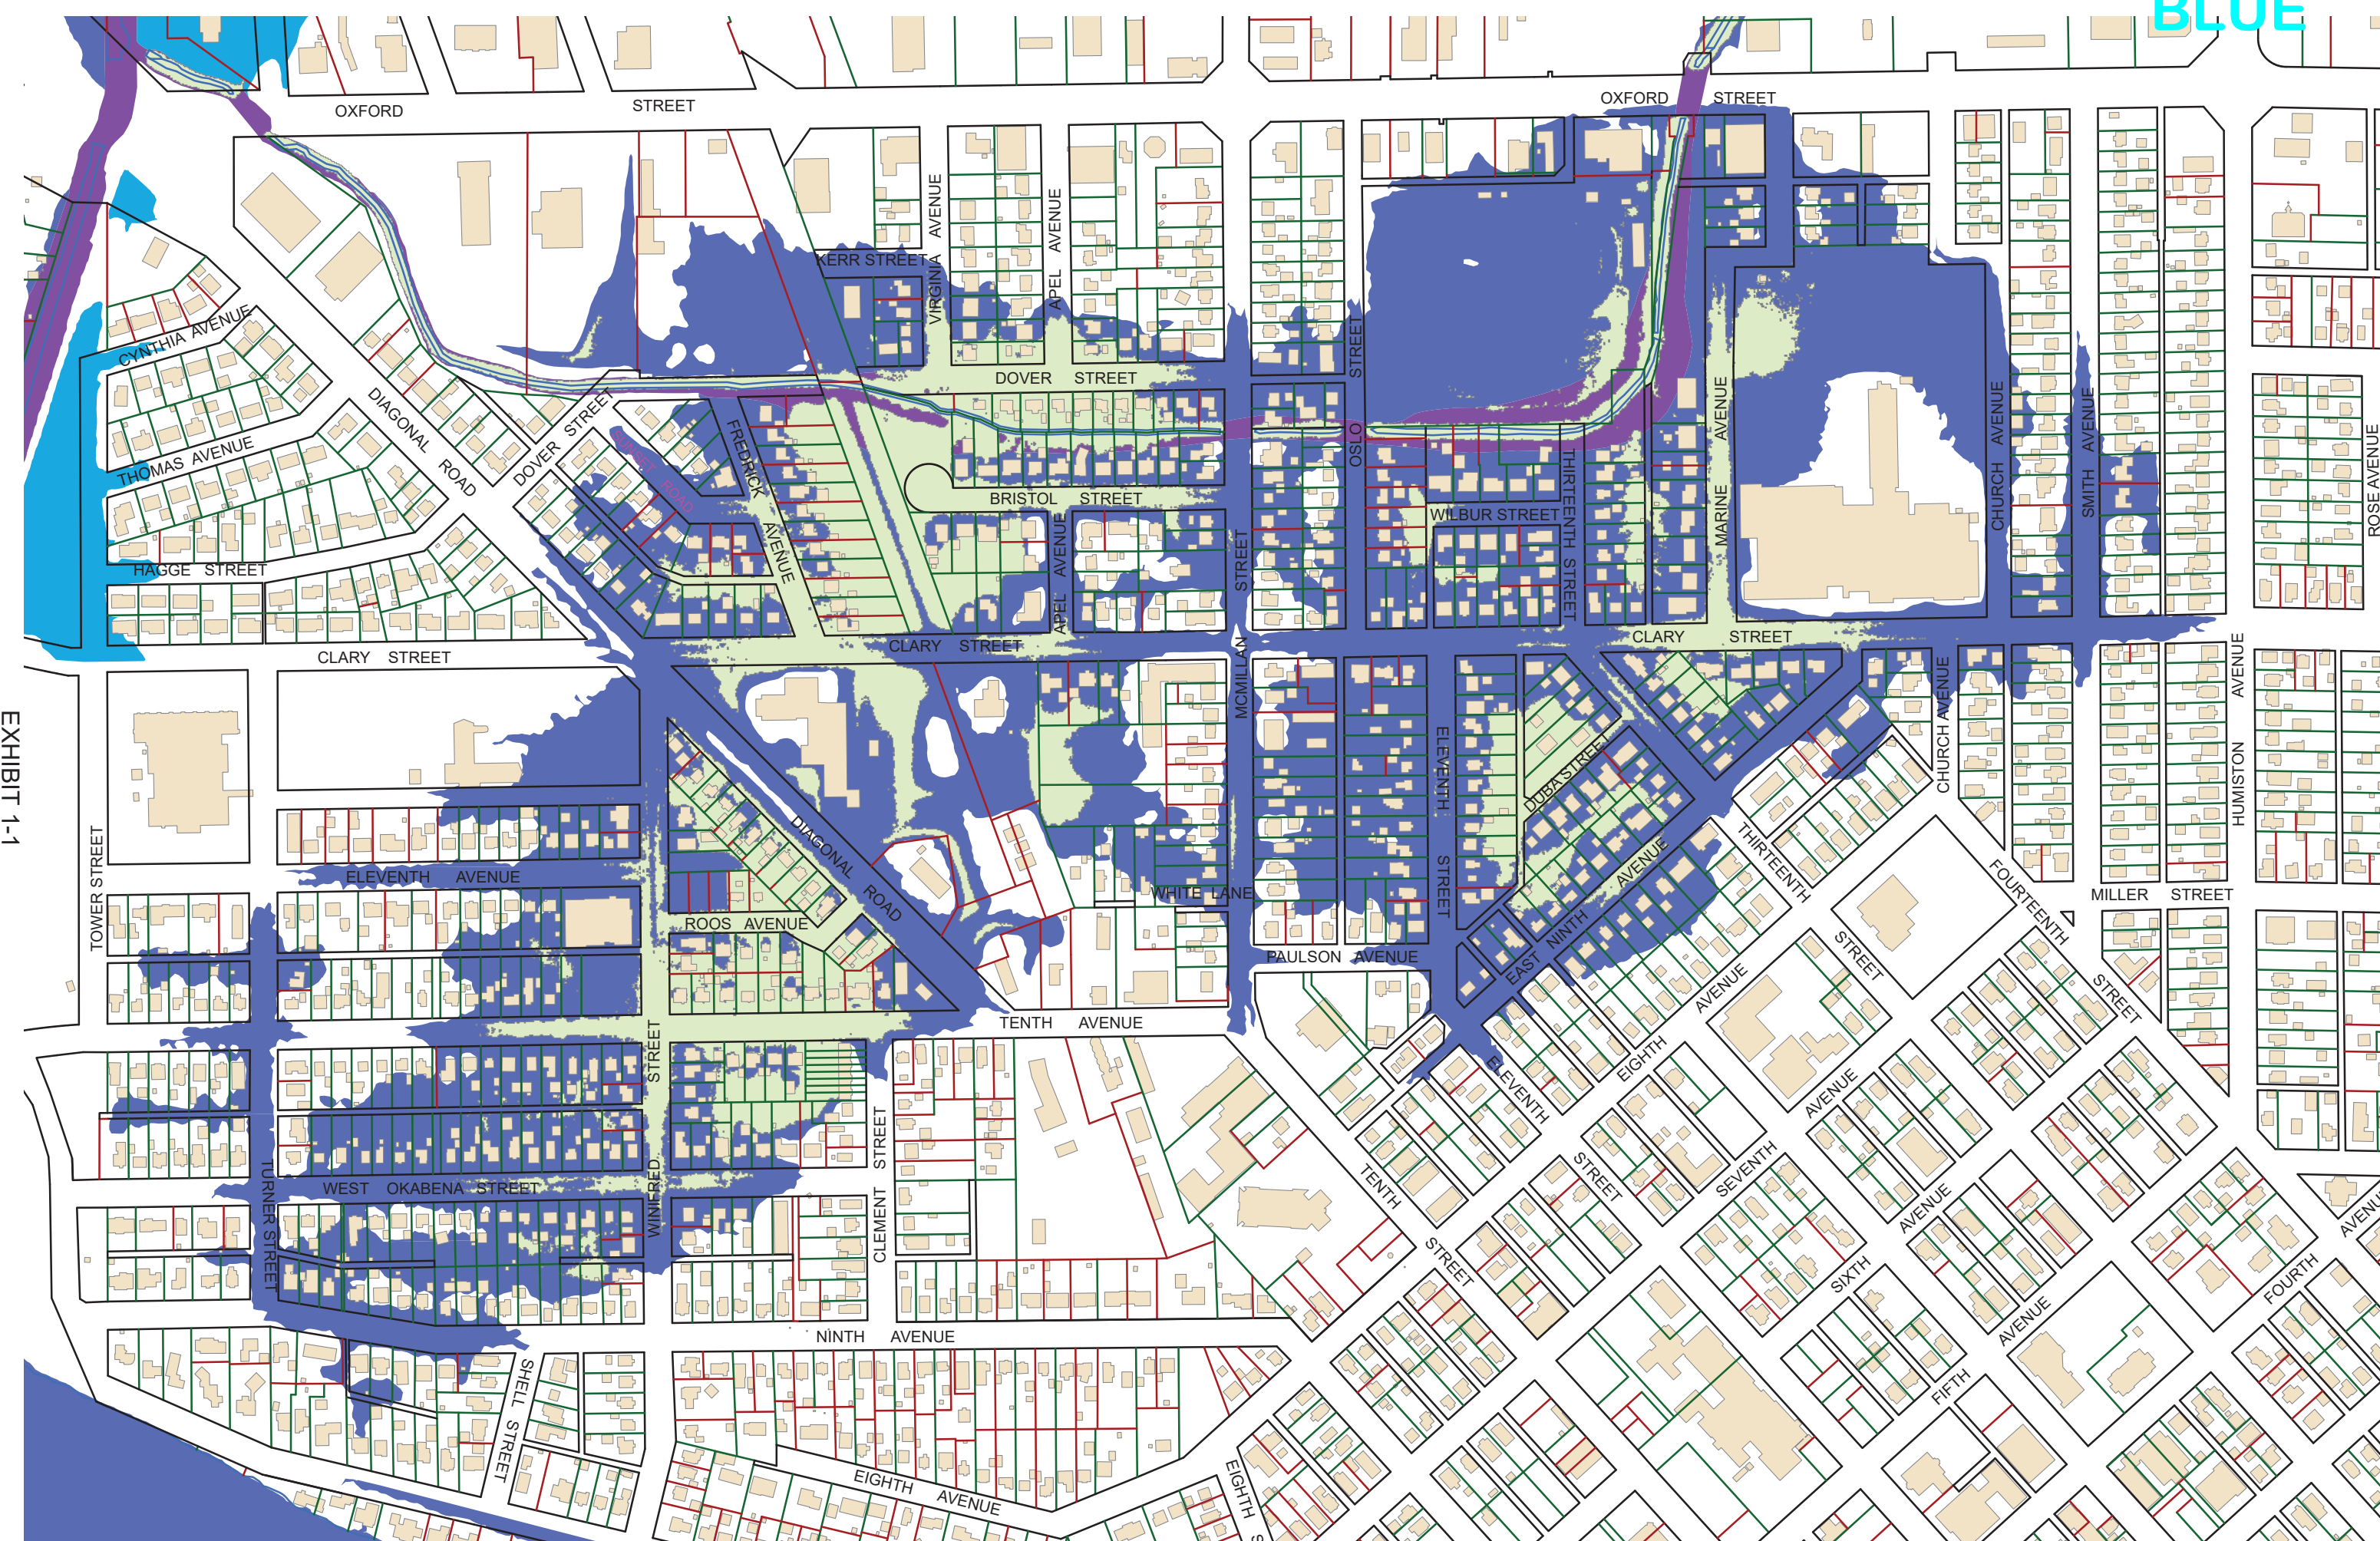 BLUE
OXFORD STREET
OXFORD STREET
KERR STREET
VIRGINIA AVENUE
APEL AVENUE
CYNTHIA AVENUE
DIAGONAL ROAD
THOMAS AVENUE
HAGGE STREET
CLARY STREET
DOVER STREET
DOVER STREET
SUNSET ROAD
FREDRICK AVENUE
BRISTOL STREET
APEL AVENUE
CLARY STREET
OSLO STREET
MCMILLAN STREET
WILBUR STREET
THIRTEENTH STREET
MARINE AVENUE
CHURCH AVENUE
SMITH AVENUE
ROSE AVENUE
CLARY STREET
HUMISTON AVENUE
CHURCH AVENUE
EXHIBIT 1-1
TOWER STREET
ELEVENTH AVENUE
DIAGONAL ROAD
ROOS AVENUE
WHITE LANE
ELEVENTH STREET
DUBA STREET
PAULSON AVENUE
EAST NINTH AVENUE
THIRTEENTH STREET
FOURTEENTH STREET
MILLER STREET
TENTH AVENUE
WINIFRED STREET
CLEMENT STREET
TURNER STREET
WEST OKABENA STREET
NINTH AVENUE
SHELL STREET
EIGHTH AVENUE
EIGHTH S
TENTH STREET
ELEVENTH STREET
EIGHTH AVENUE
SEVENTH AVENUE
SIXTH AVENUE
FIFTH AVENUE
FOURTH AVENUE